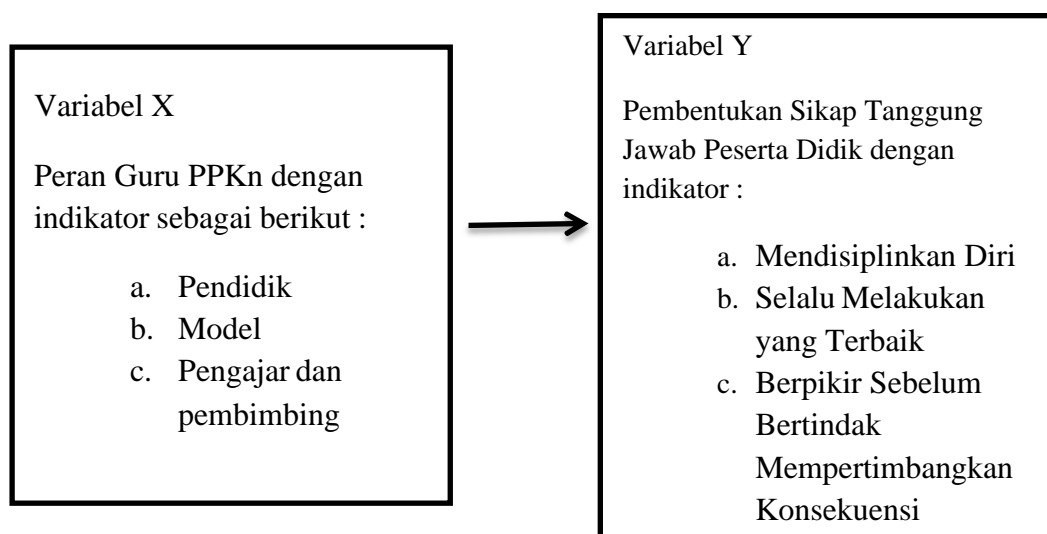 Variabel X
Peran Guru PPKn dengan
indikator sebagai berikut :
a. Pendidik
b. Model
c. Pengajar dan
pembimbing
Variabel Y
Pembentukan Sikap Tanggung
Jawab Peserta Didik dengan
indikator :
a. Mendisiplinkan Diri
b. Selalu Melakukan
yang Terbaik
c. Berpikir Sebelum
Bertindak
Mempertimbangkan
Konsekuensi